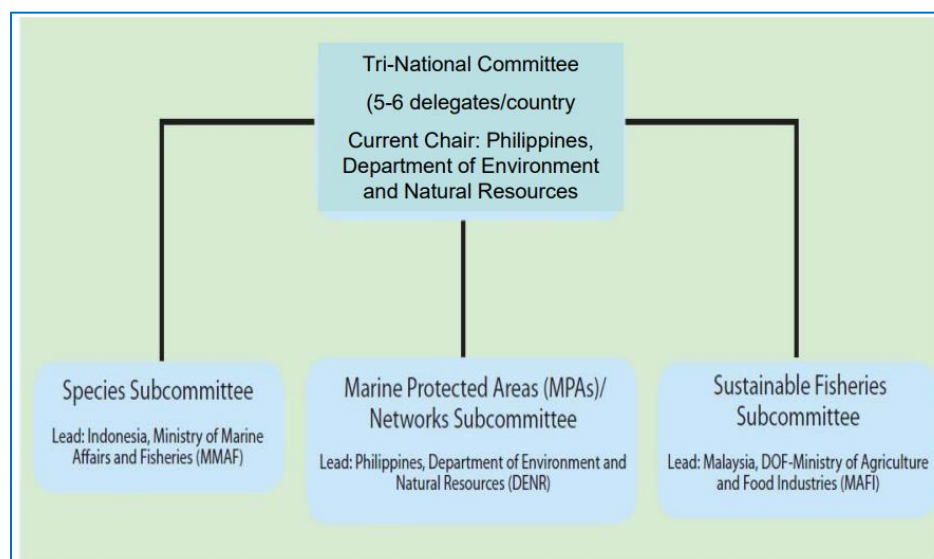 Tri-National Committee
(5-6 delegates/country
Current Chair: Philippines,
Department of Environment
and Natural Resources
Species Subcommittee
Lead: Indonesia, Ministry of Marine
Affairs and Fisheries (MMAF)
Marine Protected Areas (MPAs)/
Networks Subcommittee
Lead: Philippines, Department of Environment and
Natural Resources (DENR)
Sustainable Fisheries
Subcommittee
Lead: Malaysia, DOF-Ministry of Agriculture
and Food Industries (MAFI)